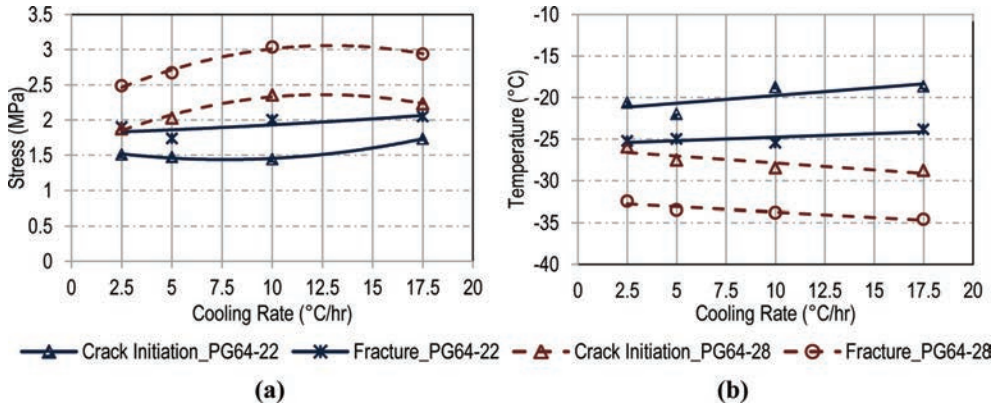 (a)
3.5
3
2.5
2
1.5
1
0.5
0
Stress (MPa)
0 2.5 5 7.5 10 12.5 15 17.5 20
Cooling Rate (°C/hr)
(b)
-10
-15
-20
-25
-30
-35
-40
Temperature (°C)
0 2.5 5 7.5 10 12.5 15 17.5 20
Cooling Rate (°C/hr)
Crack Initiation_PG64-22 Fracture_PG64-22 Crack Initiation_PG64-28 Fracture_PG64-28
(a) (b)